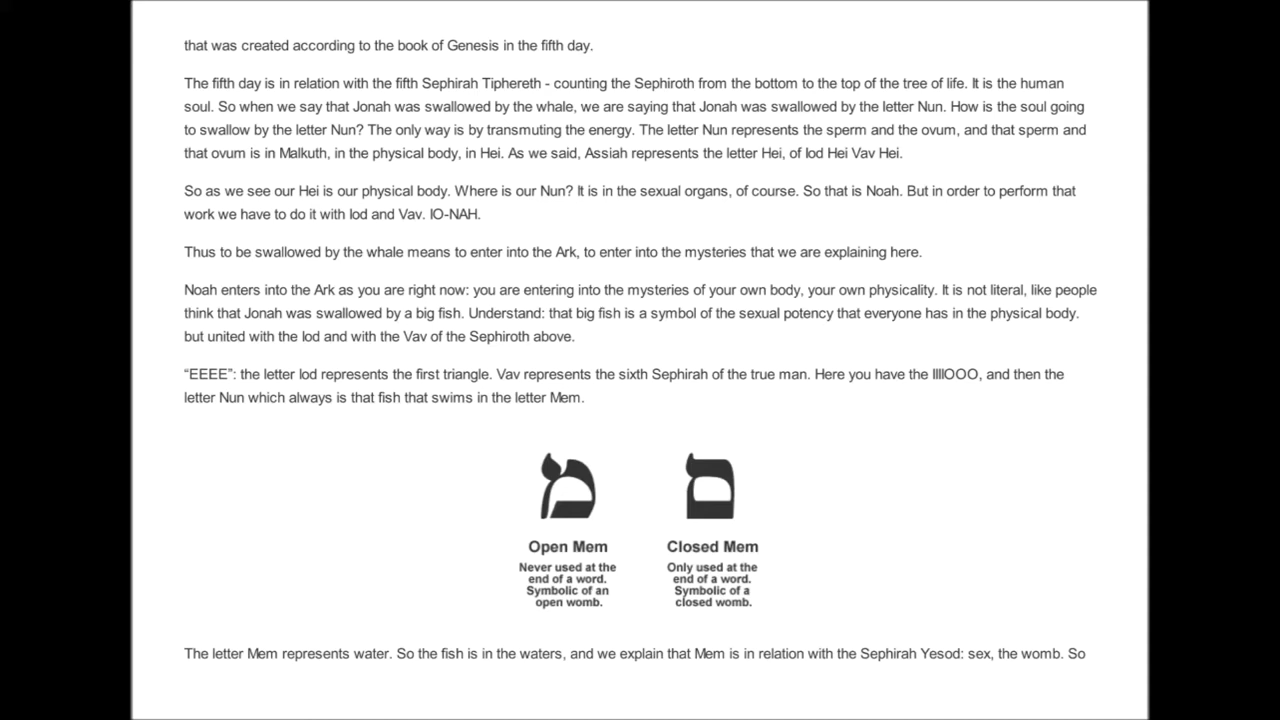 that was created according to the book of Genesis in the fifth day.
The fifth day is in relation with the fifth Sephirah Tiphereth - counting the Sephiroth from the bottom to the top of the tree of life. It is the human
soul. So when we say that Jonah was swallowed by the whale, we are saying that Jonah was swallowed by the letter Nun. How is the soul going
to swallow by the letter Nun? The only way is by transmuting the energy. The letter Nun represents the sperm and the ovum, and that sperm and
that ovum is in Malkuth, in the physical body, in Hei. As we said, Assiah represents the letter Hei, of Iod Hei Vav Hei.
So as we see our Hei is our physical body. Where is our Nun? It is in the sexual organs, of course. So that is Noah. But in order to perform that
work we have to do it with Iod and Vav. IO-NAH.
Thus to be swallowed by the whale means to enter into the Ark, to enter into the mysteries that we are explaining here.
Noah enters into the Ark as you are right now: you are entering into the mysteries of your own body, your own physicality. It is not literal, like people
think that Jonah was swallowed by a big fish. Understand: that big fish is a symbol of the sexual potency that everyone has in the physical body.
but united with the Iod and with the Vav of the Sephiroth above.
“EEEE”: the letter Iod represents the first triangle. Vav represents the sixth Sephirah of the true man. Here you have the IIIIOOO, and then the
letter Nun which always is that fish that swims in the letter Mem.
מ ם
Open Mem Closed Mem
Never used at the Only used at the
end of a word. end of a word.
Symbolic of an Symbolic of a
open womb. closed womb.
The letter Mem represents water. So the fish is in the waters, and we explain that Mem is in relation with the Sephirah Yesod: sex, the womb. So